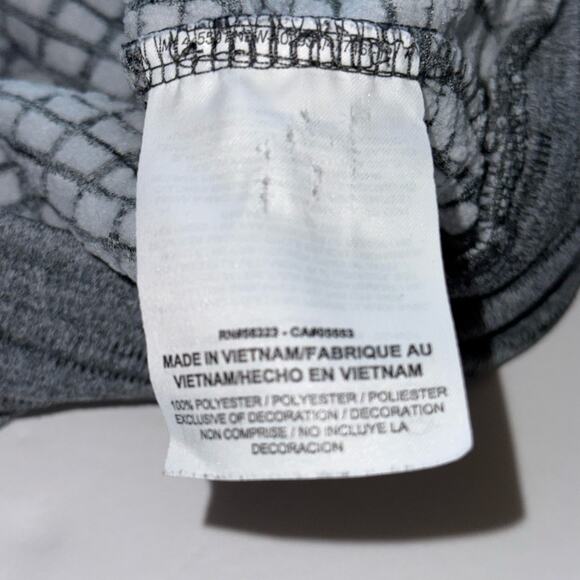 RN#56323 - CA#05553
MADE IN VIETNAM/FABRIQUE AU
VIETNAM/HECHO EN VIETNAM
100% POLYESTER / POLYESTER / POLIESTER
EXCLUSIVE OF DECORATION / DECORATION
NON COMPRISE / NO INCLUYE LA
DECORACION